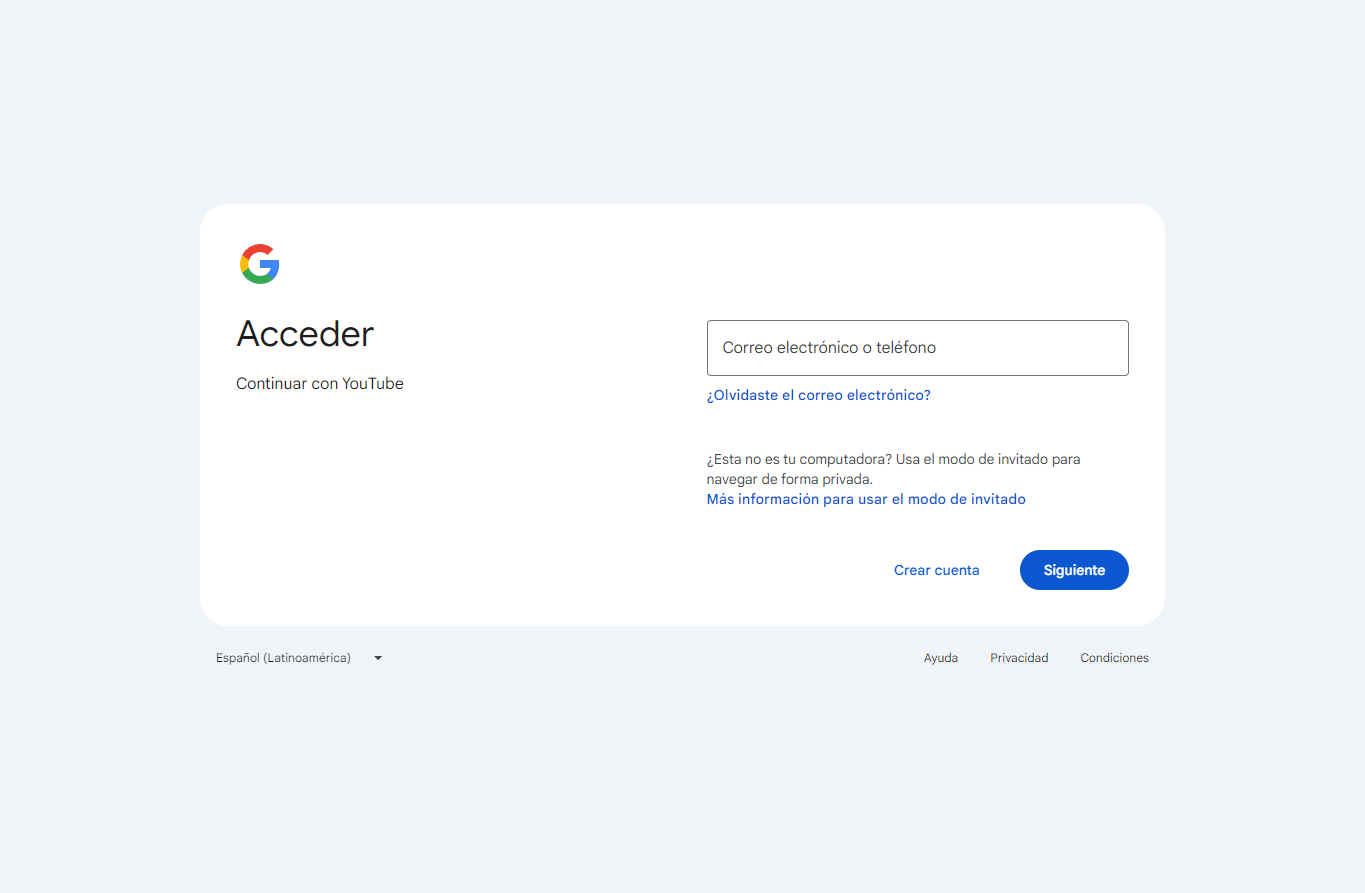 Acceder
Continuar con YouTube
Correo electrónico o teléfono
¿Olvidaste el correo electrónico?
¿Esta no es tu computadora? Usa el modo de invitado para
navegar de forma privada.
Más información para usar el modo de invitado
Crear cuenta
Siguiente
Español (Latinoamérica)
Ayuda
Privacidad
Condiciones